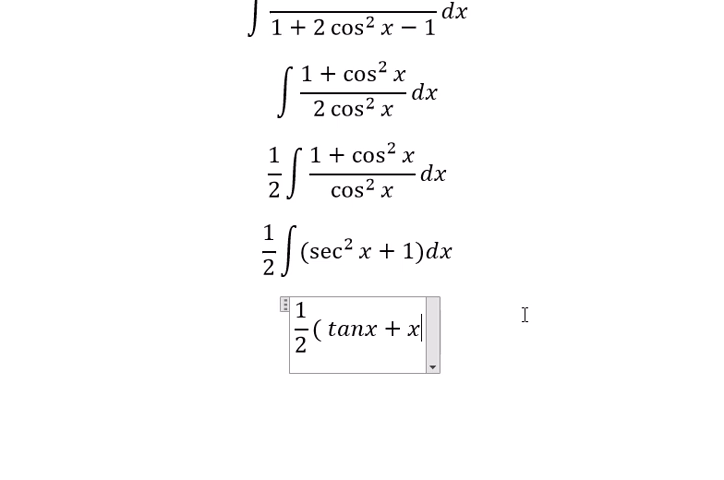 ∫ 1 + 2 cos² x − 1 dx
∫ 1 + cos² x / 2 cos² x dx
1/2 ∫ 1 + cos² x / cos² x dx
1/2 ∫ (sec² x + 1)dx
1/2 ( tanx + x